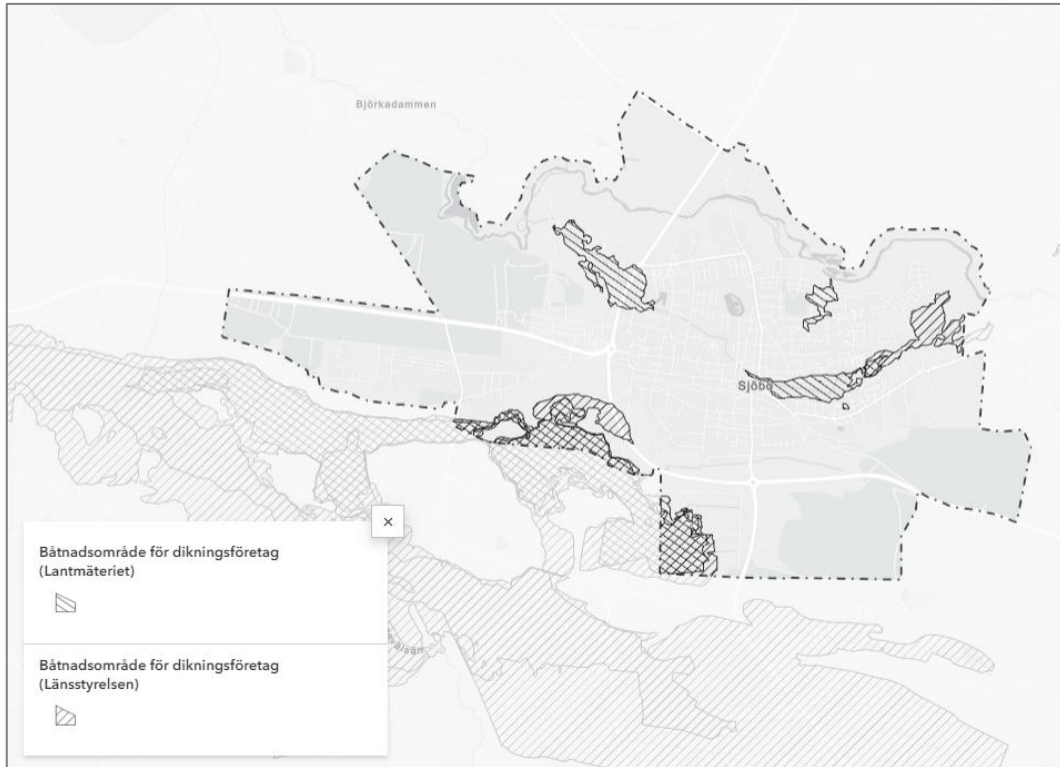 Björkadammen
Sjöbo
Båtnadsområde för dikningsföretag
(Lantmäteriet)
Båtnadsområde för dikningsföretag
(Länsstyrelsen)